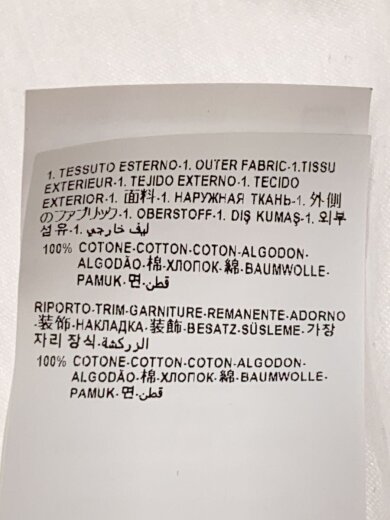 1. TESSUTO ESTERNO-1. OUTER FABRIC-1.TISSU
EXTERIEUR-1. TEJIDO EXTERNO-1. TECIDO
EXTERIOR-1. 面料-1. НАРУЖНАЯ ТКАНЬ-1. 外側
のファブリック-1. OBERSTOFF-1. DIŞ KUMAŞ-1. 외부
섬유-1. ليف خارجي
100% COTONE-COTTON-COTON-ALGODON-
ALGODÃO-棉-ХЛОПОК-綿-BAUMWOLLE-
PAMUK-면-قطن
RIPORTO-TRIM-GARNITURE-REMANENTE-ADORNO
-装饰-НАКЛАДКА-装飾-BESATZ-SÜSLEME-가장
자리 장식-الزركشة
100% COTONE-COTTON-COTON-ALGODON-
ALGODÃO-棉-ХЛОПОК-綿-BAUMWOLLE-
PAMUK-면-قطن